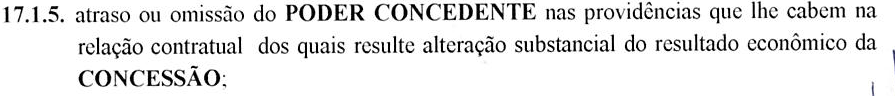 17.1.5. atraso ou omissão do PODER CONCEDENTE nas providências que lhe cabem na
relação contratual dos quais resulte alteração substancial do resultado econômico da
CONCESSÃO;